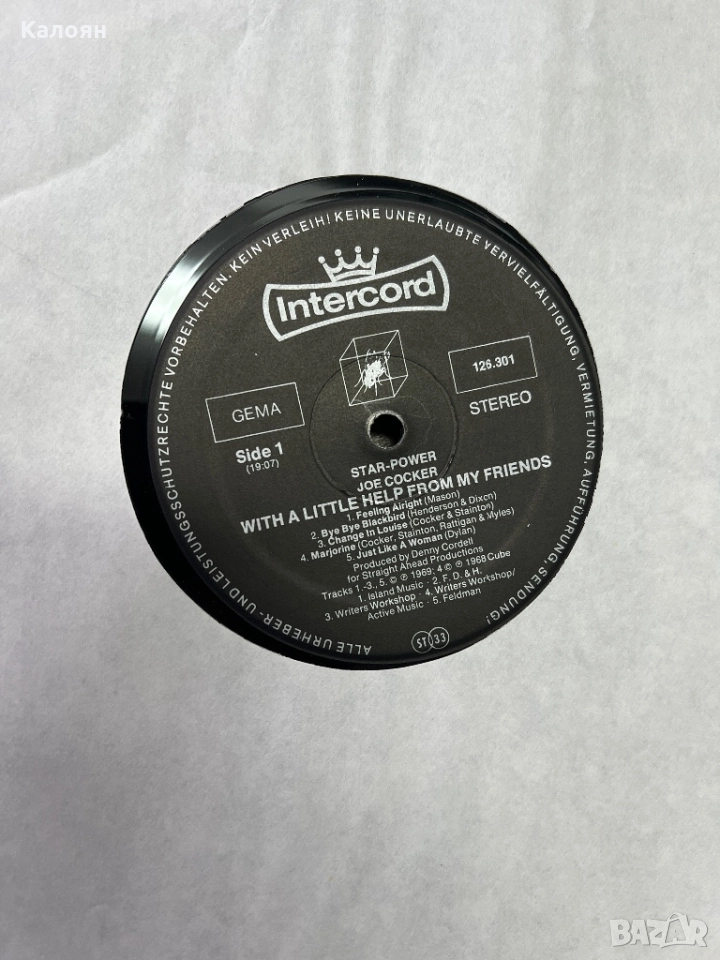 Калоян
ALLE URHEBER- UND LEISTUNGSSCHUTZRECHTE VORBEHALTEN. KEIN VERLEIH! KEINE UNERLAUBTE VERVIELFÄLTIGUNG, VERMIETUNG, AUFFÜHRUNG, SENDUNG!
Intercord
GEMA
126.301
Side 1
(19:07)
STEREO
STAR-POWER
JOE COCKER
WITH A LITTLE HELP FROM MY FRIENDS
1. Feeling Alright (Mason)
2. Bye Bye Blackbird (Henderson & Dixon)
3. Change In Louise (Cocker & Stainton)
4. Marjorine (Cocker, Stainton, Rattigan & Myles)
5. Just Like A Woman (Dylan)
Produced by Denny Cordell
for Straight Ahead Productions
Tracks 1.-3., 5. © ℗ 1969: 4 © ℗ 1968 Cube
1. Island Music · 2. F. D. & H.
3. Writers Workshop · 4. Writers Workshop/
Active Music · 5. Feldman
ST 33
BAZAR